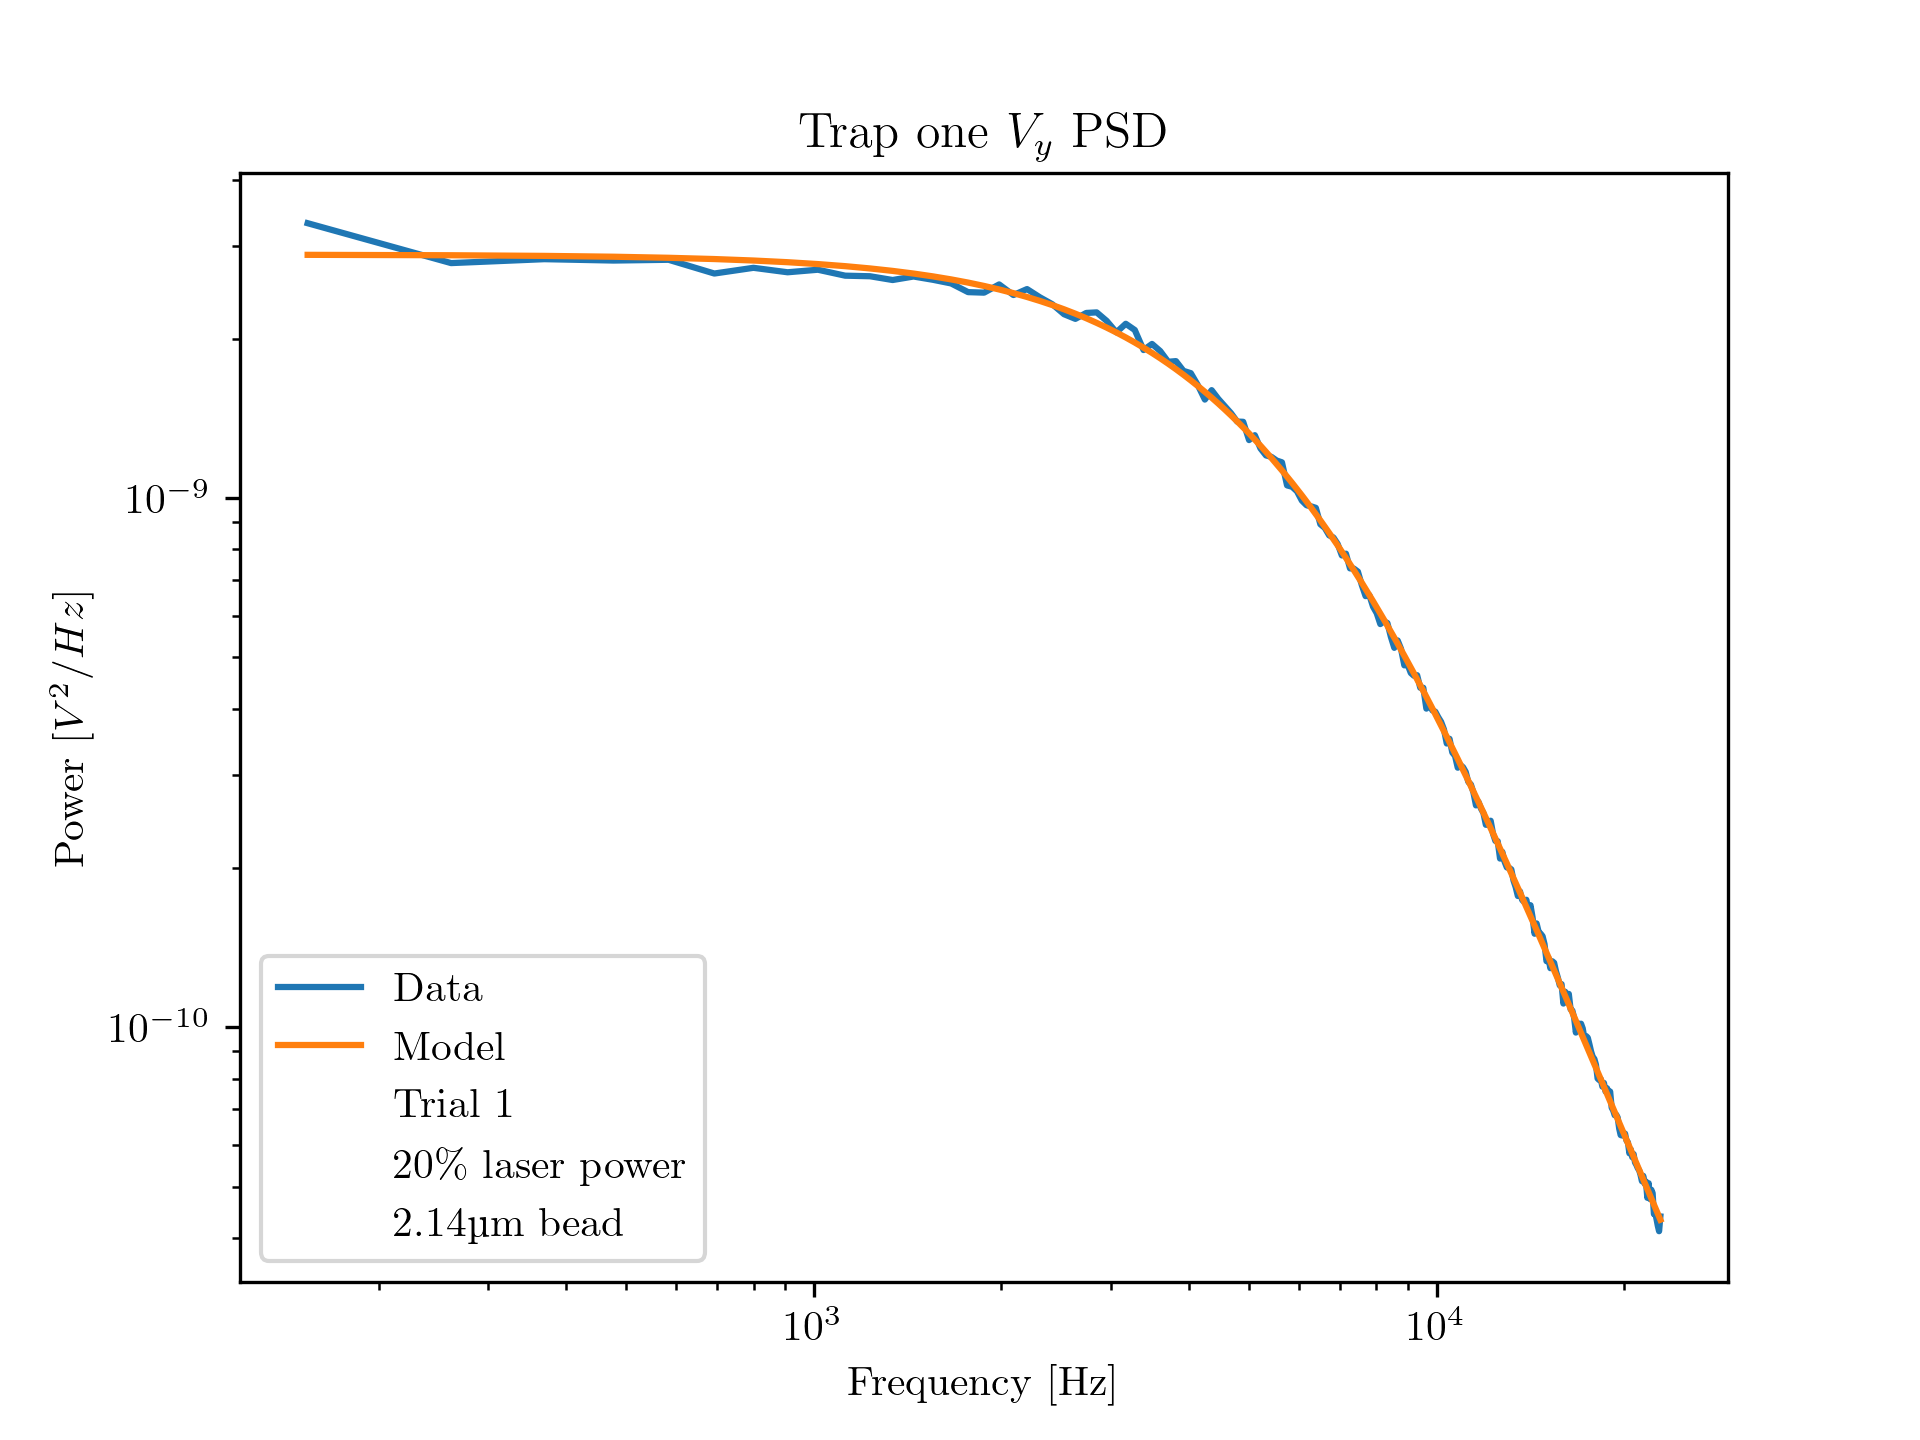 Trap one $V_y$ PSD
Power [$V^2/Hz$]
$10^{-9}$
$10^{-10}$
Data
Model
Trial 1
20% laser power
2.14µm bead
$10^3$
$10^4$
Frequency [Hz]